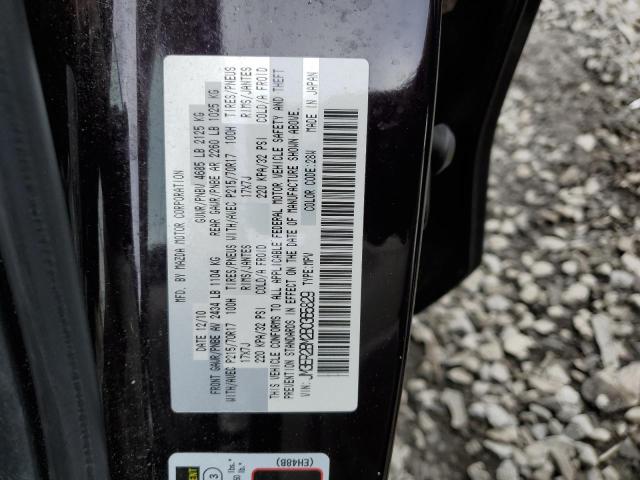 MFD. BY MAZDA MOTOR CORPORATION
12/10 GVWR/PNBV 4685 LB 2125 KG
FRONT GAWR/PNBE AV 2434 LB 1104 KG REAR GAWR/PNBE AR 2260 LB 1025 KG
WITH/AVEC P215/70R17 100H TIRES/PNEUS WITH/AVEC P215/70R17 100H TIRES/PNEUS
17X7J RIMS/JANTES 17X7J RIMS/JANTES
220 KPA/32 PSI COLD/A FROID 220 KPA/32 PSI COLD/A FROID
THIS VEHICLE CONFORMS TO ALL APPLICABLE FEDERAL MOTOR VEHICLE SAFETY AND THEFT
PREVENTION STANDARDS IN EFFECT ON THE DATE OF MANUFACTURE SHOWN ABOVE.
VIN: TYPE:MPV COLOR CODE:28W MADE IN JAPAN
(EH48B)